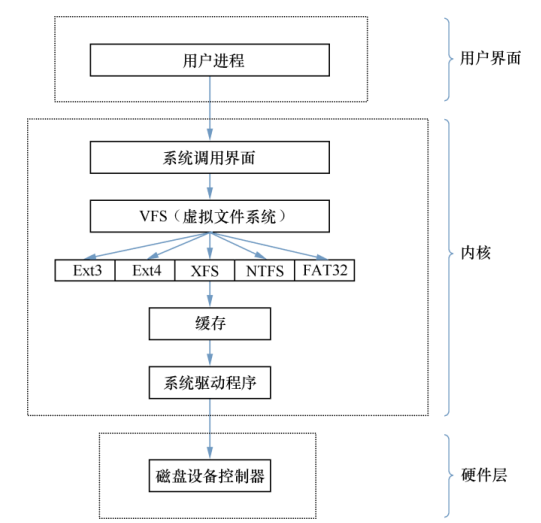 用户进程
用户界面
系统调用界面
VFS（虚拟文件系统）
内核
Ext3 Ext4 XFS NTFS FAT32
缓存
系统驱动程序
磁盘设备控制器
硬件层